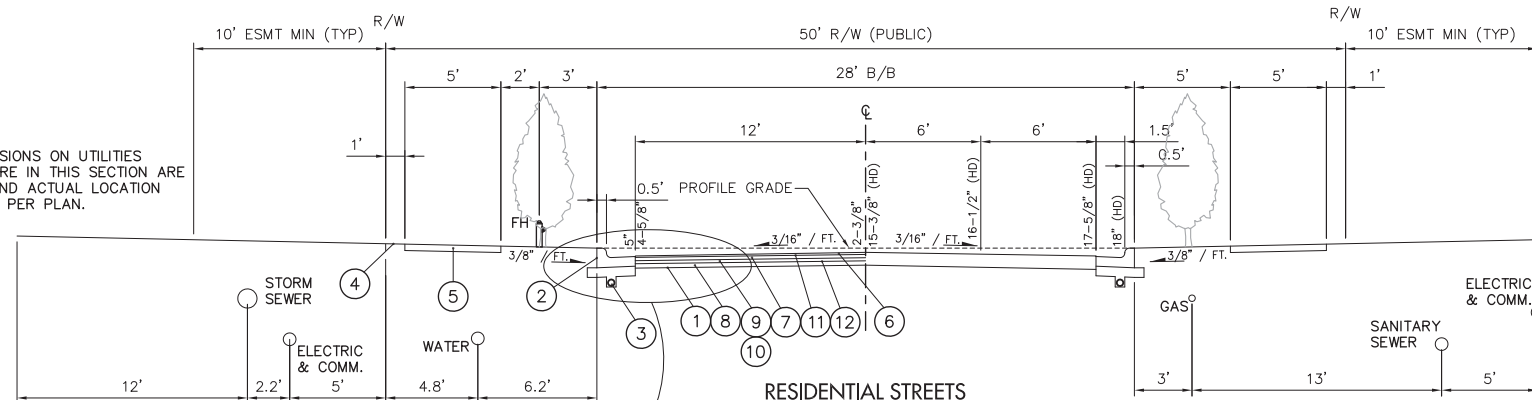 R/W
R/W
10' ESMT MIN (TYP)
50' R/W (PUBLIC)
10' ESMT MIN (TYP)
5'
2'
3'
28' B/B
5'
5'
1'
℄
12'
6'
6'
1.5'
1'
0.5'
SIONS ON UTILITIES
RE IN THIS SECTION ARE
ND ACTUAL LOCATION
PER PLAN.
0.5'
PROFILE GRADE
FH
5"
4-5/8"
2-3/8"
15-3/8" (HD)
16-1/2" (HD)
17-5/8" (HD)
18" (HD)
3/16" / FT.
3/16" / FT.
3/8" / FT.
3/8" / FT.
4
5
2
3
1
8
9
7
11
12
6
10
STORM
SEWER
ELECTRIC
& COMM.
WATER
GAS
SANITARY
SEWER
ELECTRIC
& COMM.
12'
2.2'
5'
4.8'
6.2'
3'
13'
5'
RESIDENTIAL STREETS